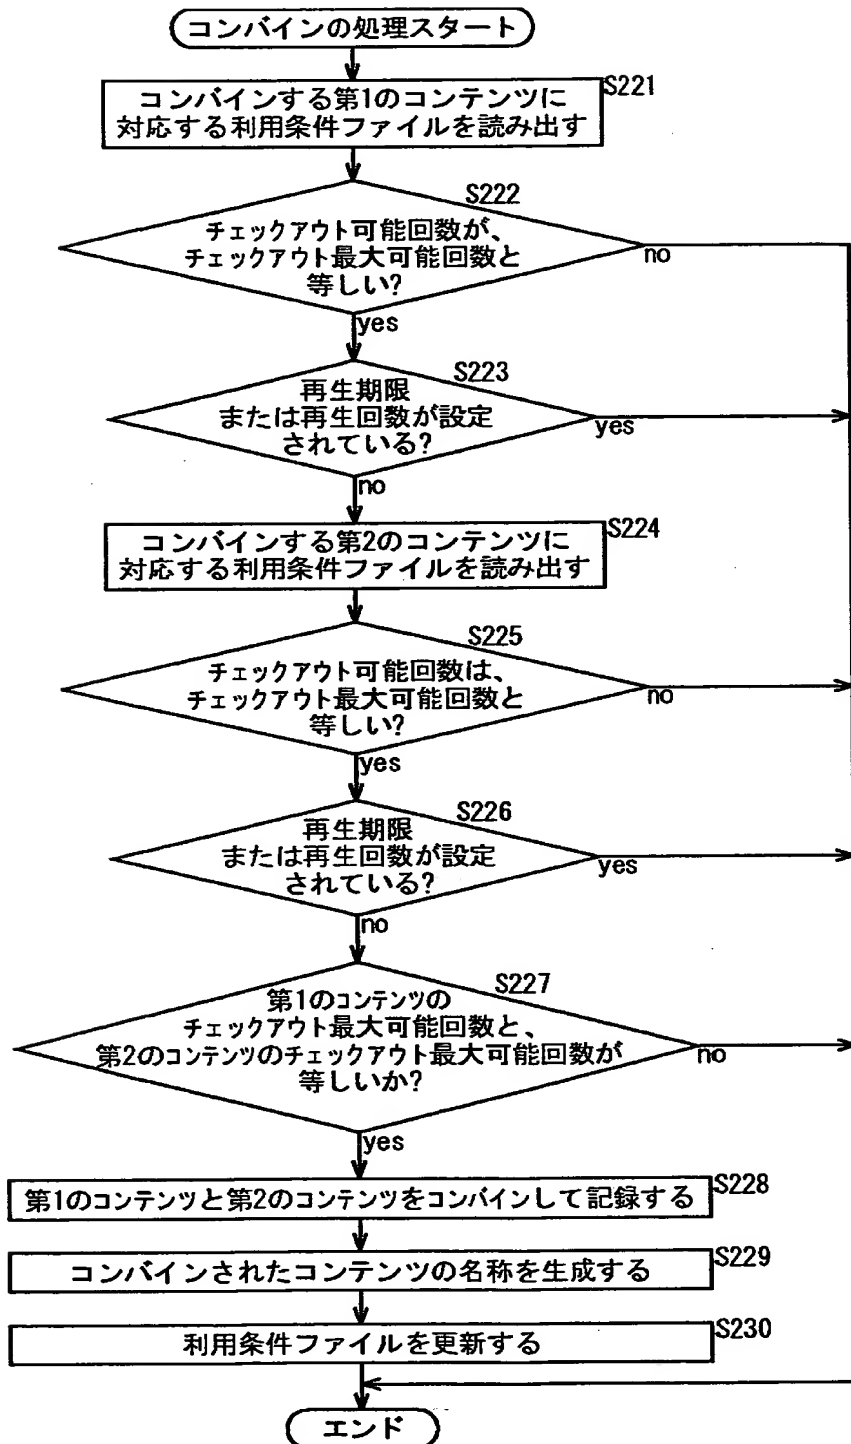 コンバインの処理スタート
S221
コンバインする第1のコンテンツに
対応する利用条件ファイルを読み出す
S222
チェックアウト可能回数が、
チェックアウト最大可能回数と
等しい?
no
yes
S223
再生期限
または再生回数が設定
されている?
yes
no
S224
コンバインする第2のコンテンツに
対応する利用条件ファイルを読み出す
S225
チェックアウト可能回数は、
チェックアウト最大可能回数と
等しい?
no
yes
S226
再生期限
または再生回数が設定
されている?
yes
no
S227
第1のコンテンツの
チェックアウト最大可能回数と、
第2のコンテンツのチェックアウト最大可能回数が
等しいか?
no
yes
S228
第1のコンテンツと第2のコンテンツをコンバインして記録する
S229
コンバインされたコンテンツの名称を生成する
S230
利用条件ファイルを更新する
エンド